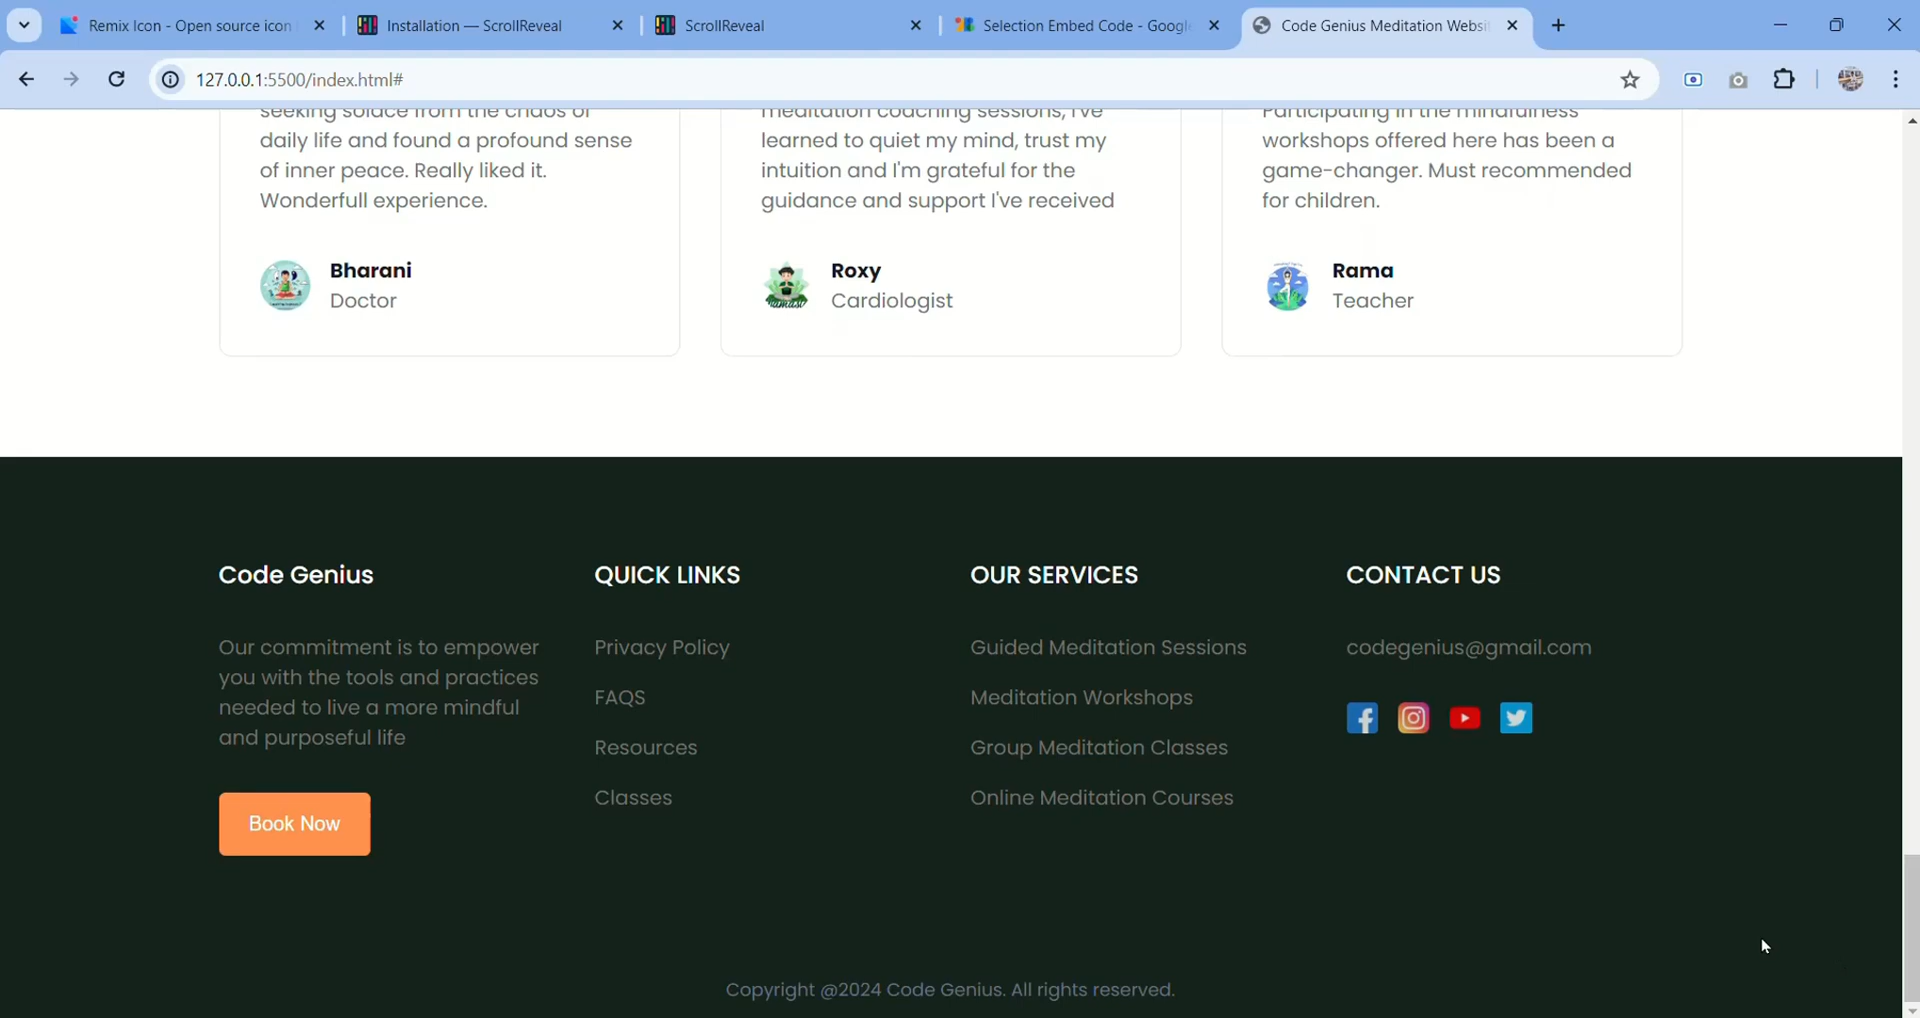 Remix Icon - Open source icon
Installation — ScrollReveal
ScrollReveal
Selection Embed Code - Googl
Code Genius Meditation Websi
127.0.0.1:5500/index.html#
seeking solace from the chaos of
daily life and found a profound sense
of inner peace. Really liked it.
Wonderfull experience.
Bharani
Doctor
meditation coaching sessions, I've
learned to quiet my mind, trust my
intuition and I'm grateful for the
guidance and support I've received
Roxy
Cardiologist
Participating in the mindfulness
workshops offered here has been a
game-changer. Must recommended
for children.
Rama
Teacher
Code Genius
Our commitment is to empower
you with the tools and practices
needed to live a more mindful
and purposeful life
Book Now
QUICK LINKS
Privacy Policy
FAQS
Resources
Classes
OUR SERVICES
Guided Meditation Sessions
Meditation Workshops
Group Meditation Classes
Online Meditation Courses
CONTACT US
codegenius@gmail.com
Copyright @2024 Code Genius. All rights reserved.